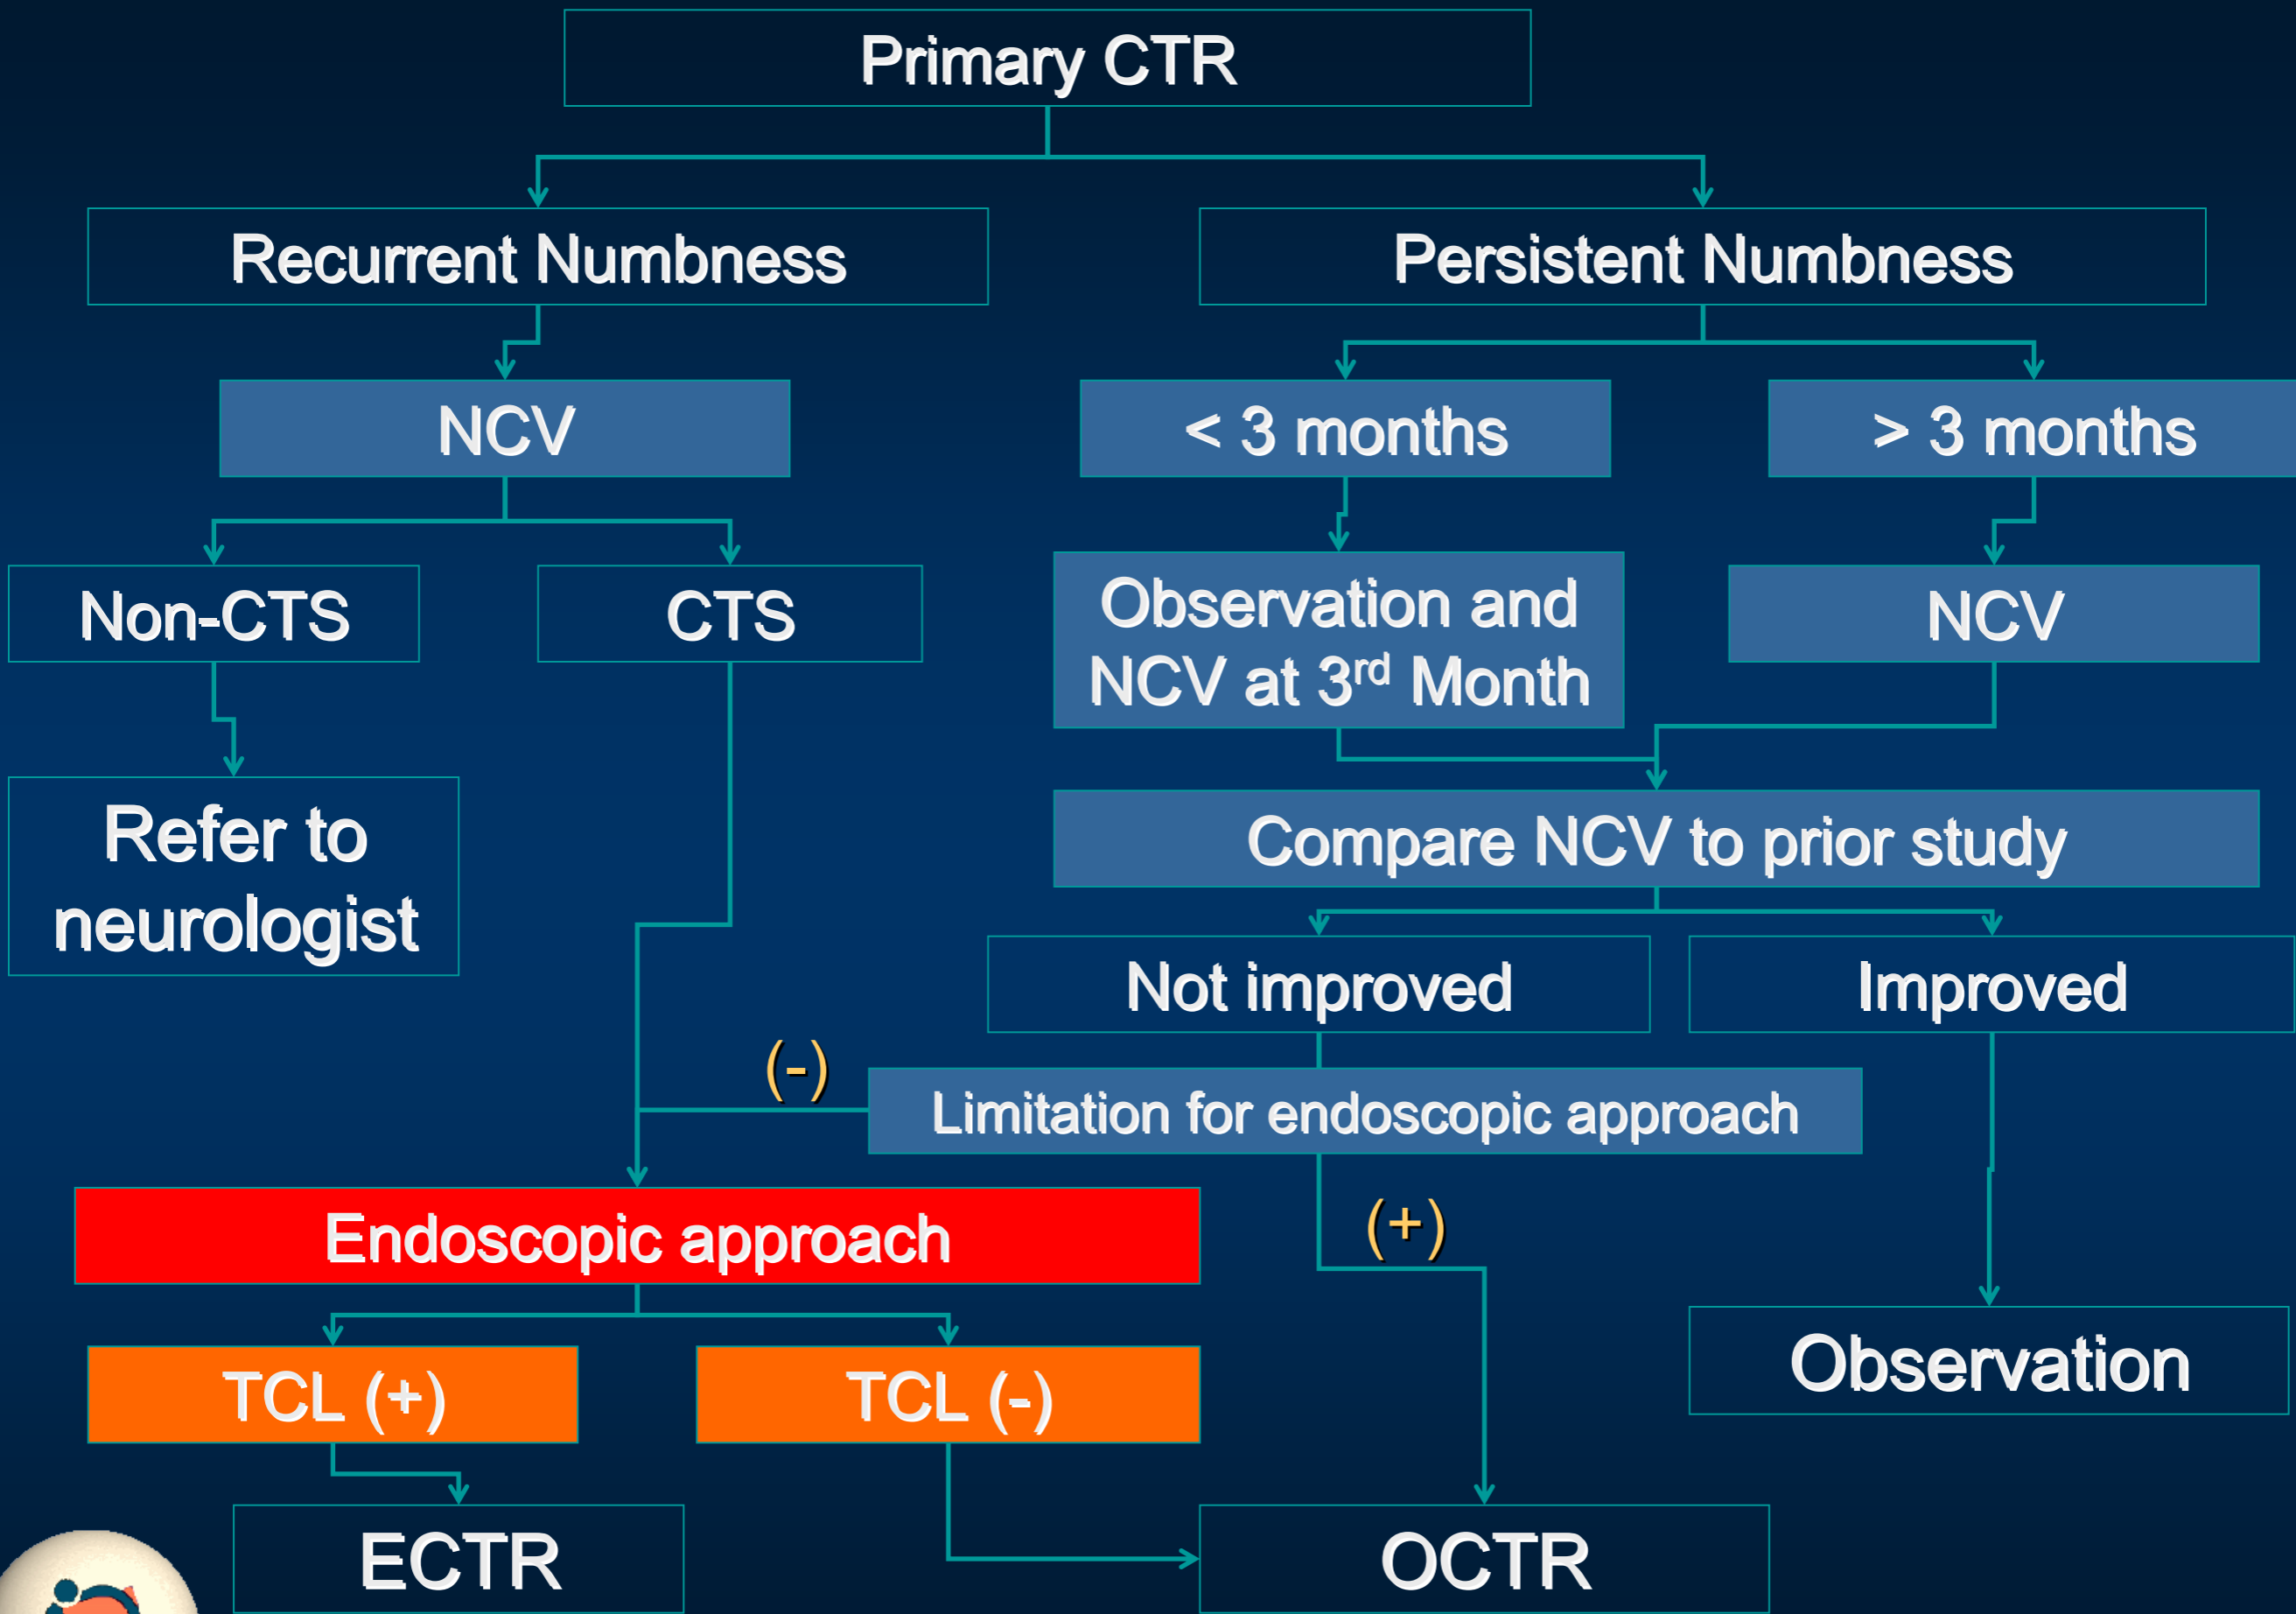 Primary CTR
Recurrent Numbness
Persistent Numbness
NCV
< 3 months
> 3 months
Non-CTS
CTS
Observation and
NCV at 3rd Month
NCV
Refer to
neurologist
Compare NCV to prior study
Not improved
Improved
(-)
Limitation for endoscopic approach
Endoscopic approach
(+)
TCL (+)
TCL (-)
Observation
ECTR
OCTR